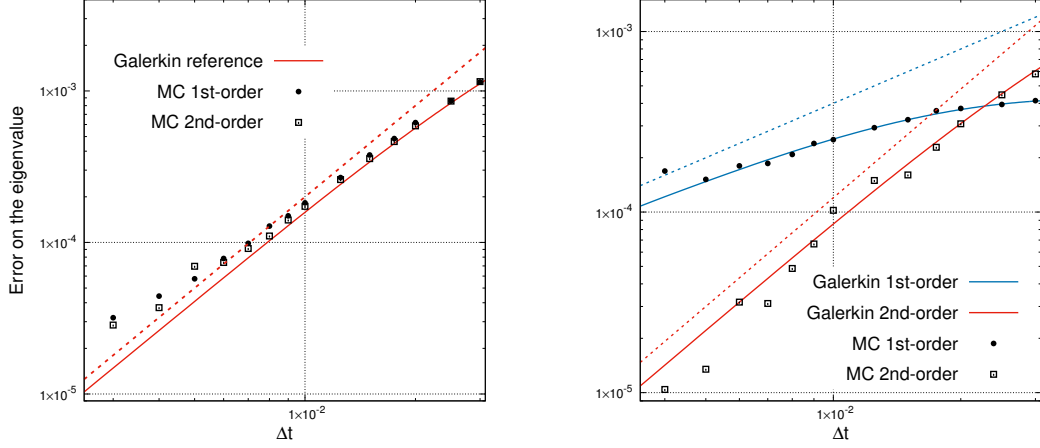 Galerkin reference
MC 1st-order
MC 2nd-order
1×10⁻³
1×10⁻⁴
1×10⁻⁵
1×10⁻²
Error on the eigenvalue
Δt
1×10⁻³
1×10⁻⁴
1×10⁻⁵
1×10⁻²
Galerkin 1st-order
Galerkin 2nd-order
MC 1st-order
MC 2nd-order
Δt